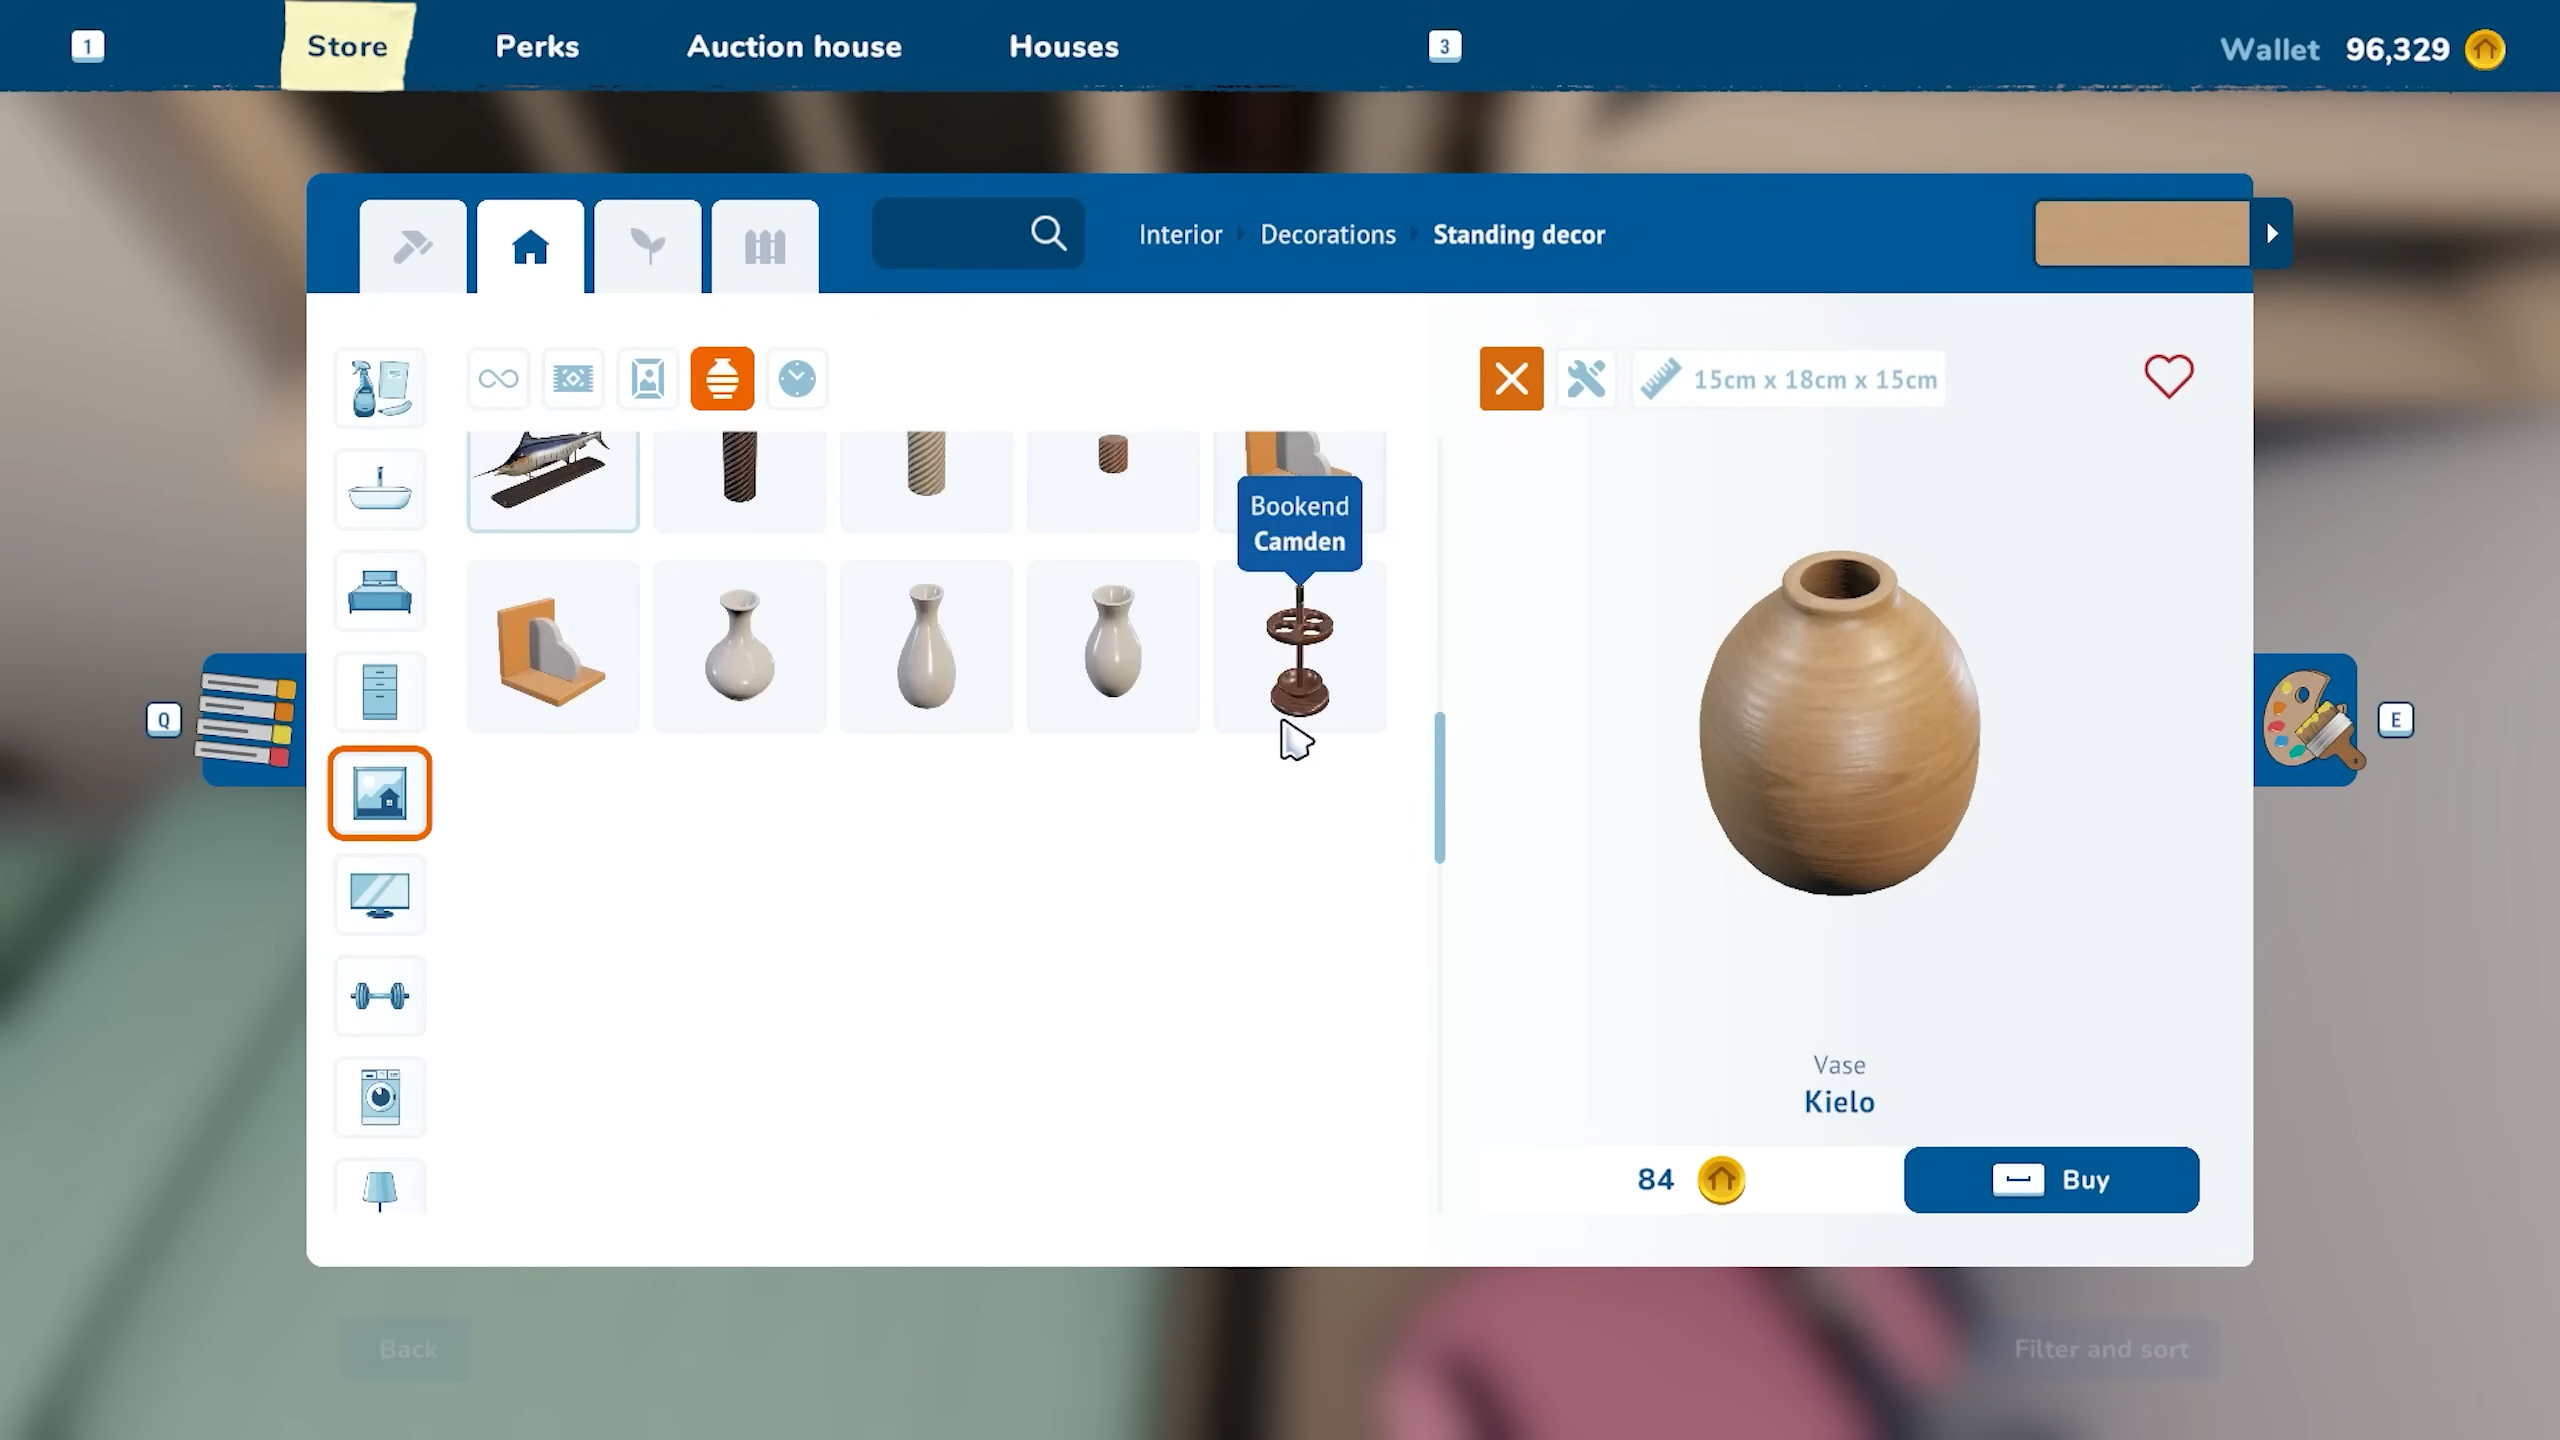 1
Store
Perks
Auction house
Houses
3
Wallet 96,329
Interior
Decorations
Standing decor
15cm x 18cm x 15cm
Bookend
Camden
Q
E
Vase
Kielo
84
Buy
Back
Filter and sort